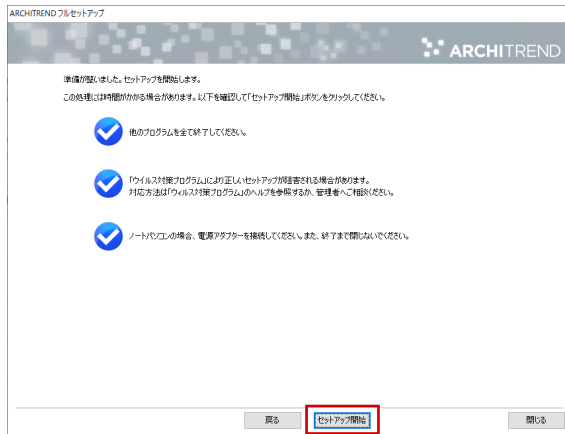 ARCHITREND フルセットアップ
ARCHITREND
準備が整いました。セットアップを開始します。
この処理には時間がかかる場合があります。以下を確認して「セットアップ開始」ボタンをクリックしてください。
他のプログラムを全て終了してください。
「ウイルス対策プログラム」により正しいセットアップが阻害される場合があります。
対応方法は「ウィルス対策プログラム」のヘルプを参照するか、管理者へご相談ください。
ノートパソコンの場合、電源アダプターを接続してください。また、終了まで閉じないでください。
戻る
セットアップ開始
閉じる